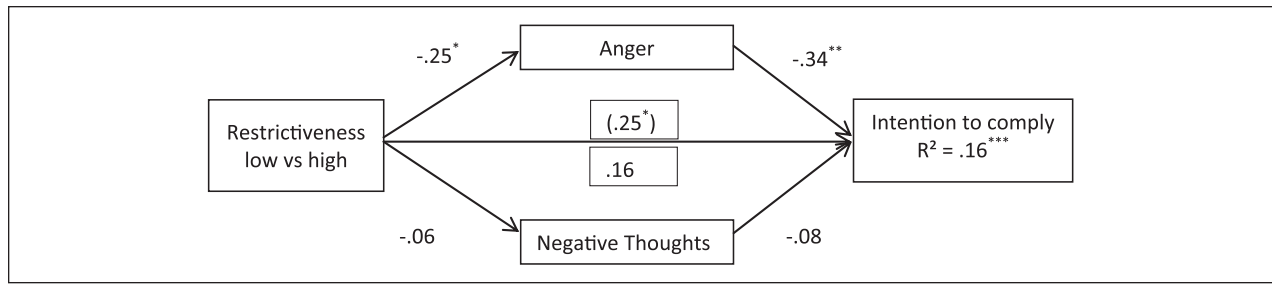 -.25*
Anger
-.34**
Restrictiveness
low vs high
(.25*)
.16
Intention to comply
R² = .16***
-.06
Negative Thoughts
-.08